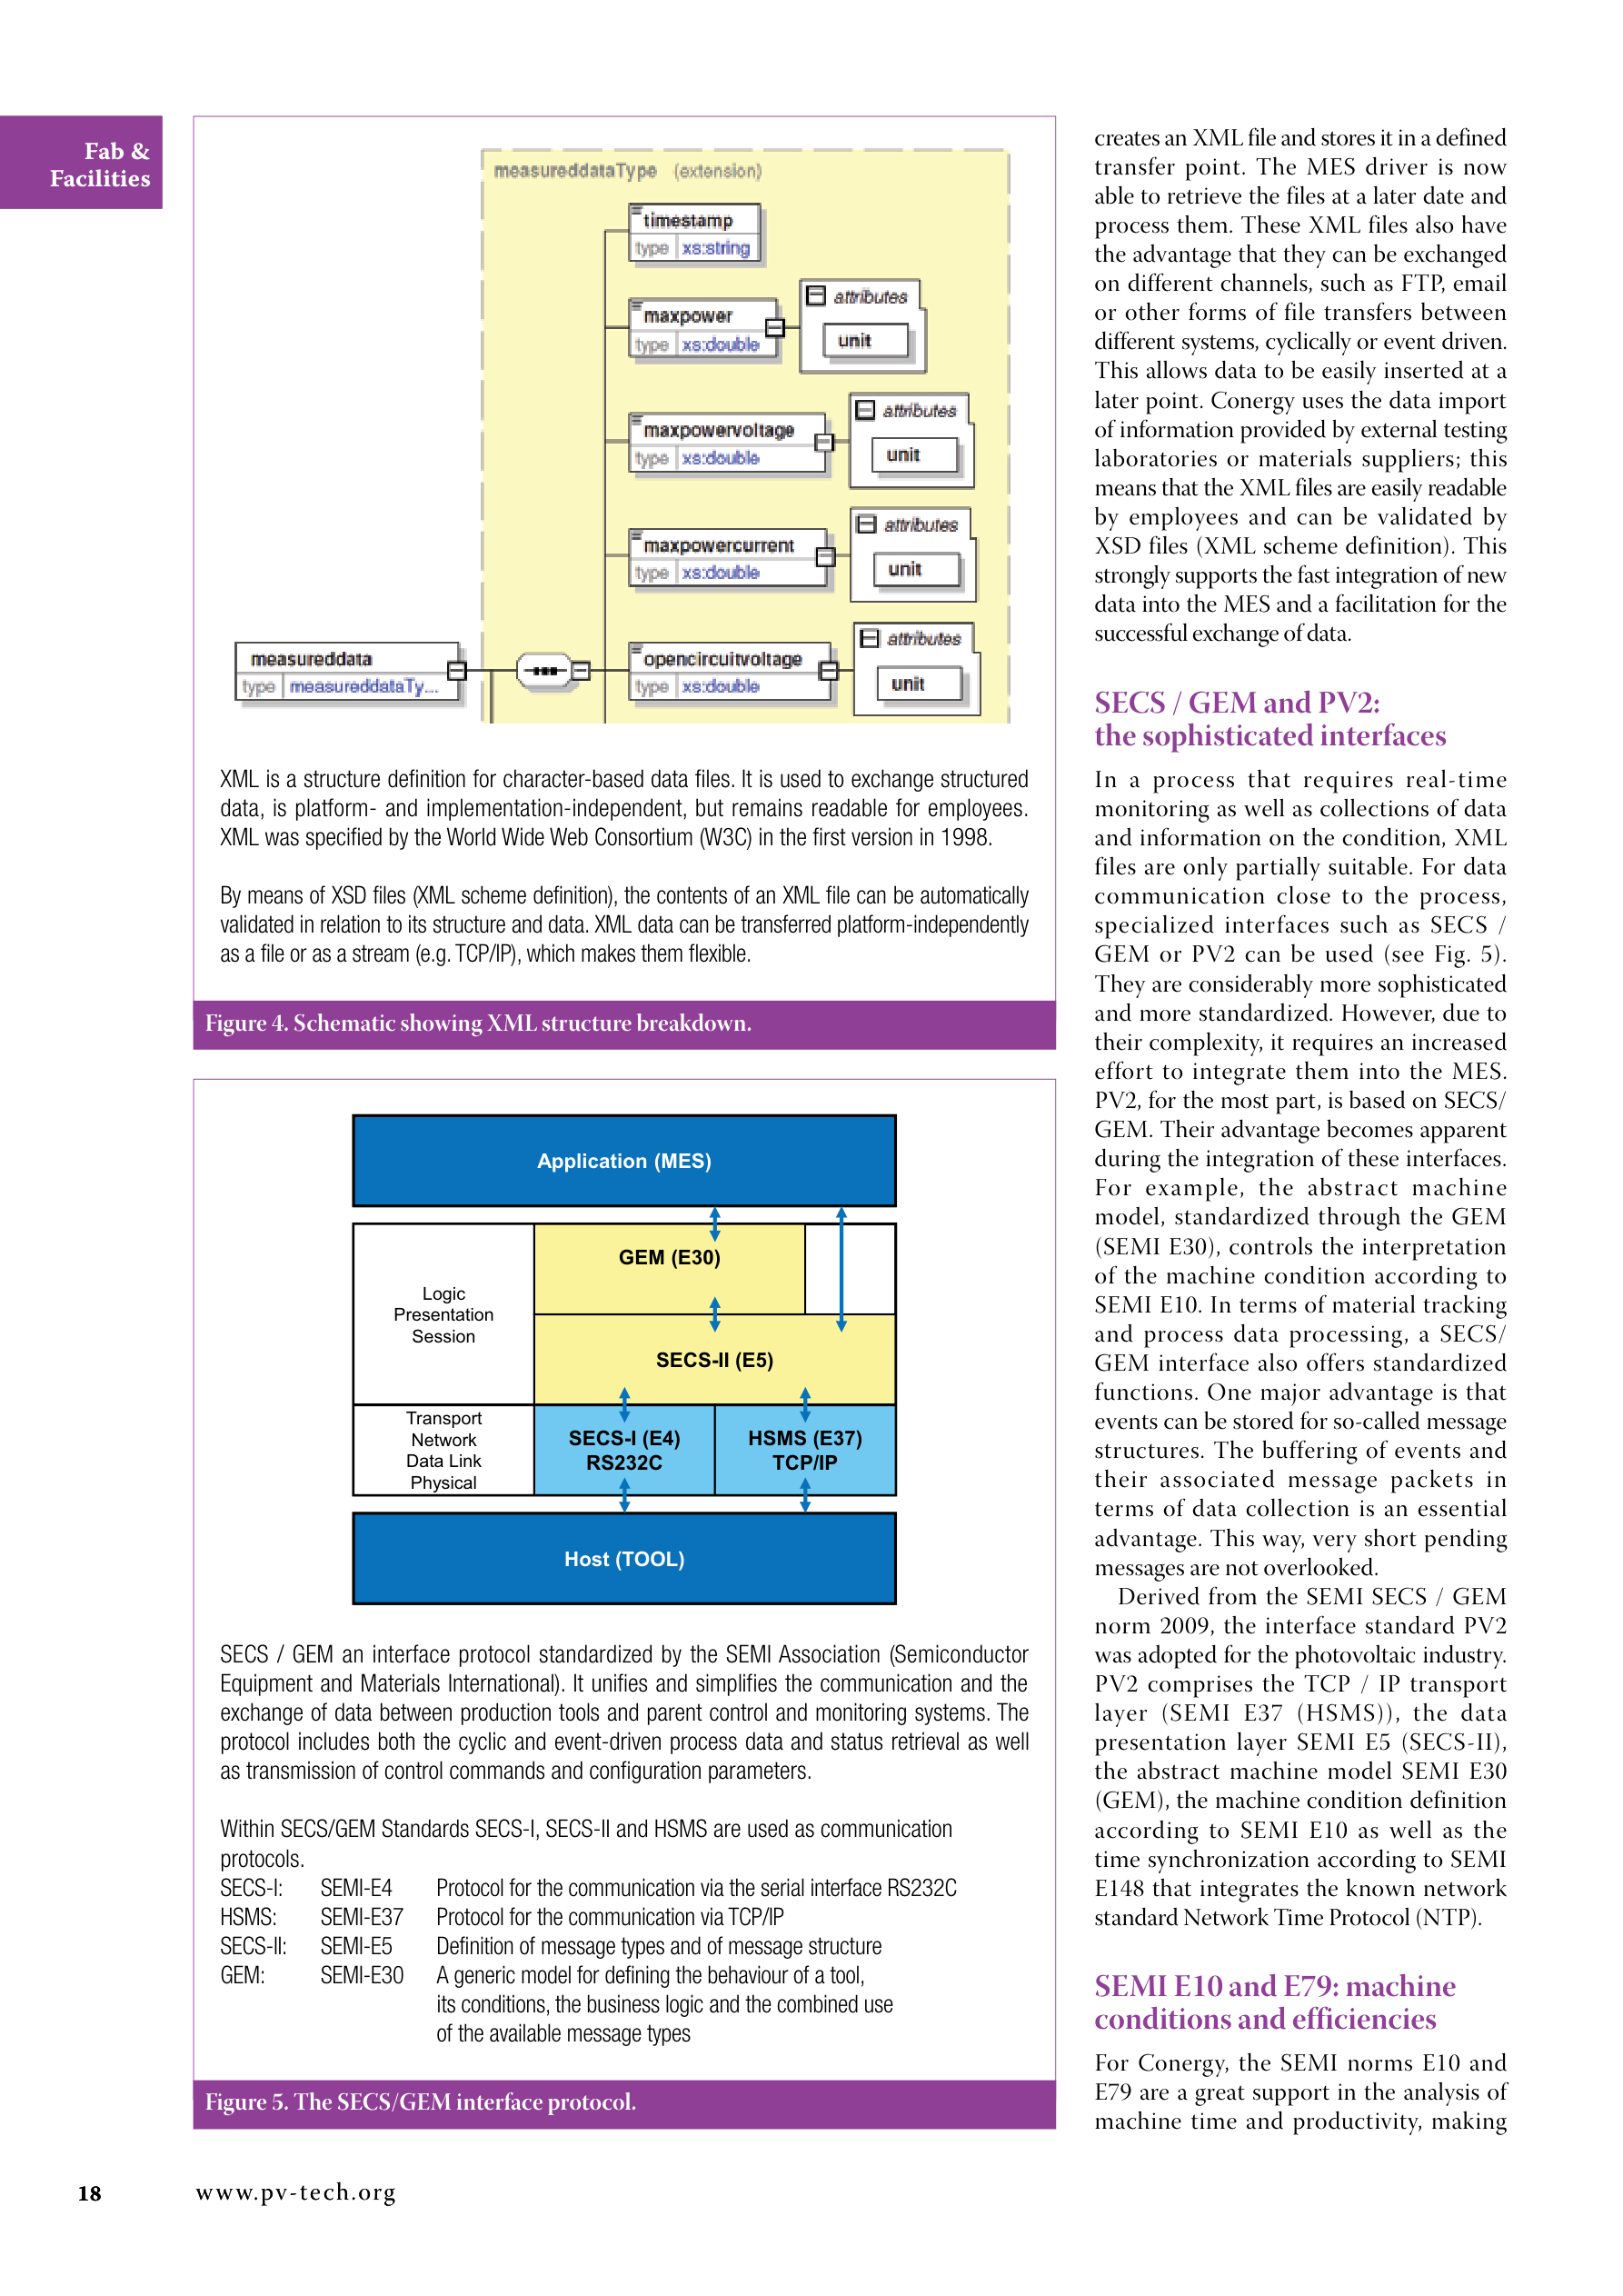 Fab &
Facilities
measureddataType (extension)
timestamp
type xs:string
maxpower
type xs:double
attributes
unit
maxpowervoltage
type xs:double
attributes
unit
maxpowercurrent
type xs:double
attributes
unit
measureddata
type measureddataTy...
opencircuitvoltage
type xs:double
attributes
unit
XML is a structure definition for character-based data files. It is used to exchange structured
data, is platform- and implementation-independent, but remains readable for employees.
XML was specified by the World Wide Web Consortium (W3C) in the first version in 1998.
By means of XSD files (XML scheme definition), the contents of an XML file can be automatically
validated in relation to its structure and data. XML data can be transferred platform-independently
as a file or as a stream (e.g. TCP/IP), which makes them flexible.
Figure 4. Schematic showing XML structure breakdown.
Application (MES)
Logic
Presentation
Session
GEM (E30)
SECS-II (E5)
Transport
Network
Data Link
Physical
SECS-I (E4)
RS232C
HSMS (E37)
TCP/IP
Host (TOOL)
SECS / GEM an interface protocol standardized by the SEMI Association (Semiconductor
Equipment and Materials International). It unifies and simplifies the communication and the
exchange of data between production tools and parent control and monitoring systems. The
protocol includes both the cyclic and event-driven process data and status retrieval as well
as transmission of control commands and configuration parameters.
Within SECS/GEM Standards SECS-I, SECS-II and HSMS are used as communication
protocols.
SECS-I: SEMI-E4 Protocol for the communication via the serial interface RS232C
HSMS: SEMI-E37 Protocol for the communication via TCP/IP
SECS-II: SEMI-E5 Definition of message types and of message structure
GEM: SEMI-E30 A generic model for defining the behaviour of a tool,
its conditions, the business logic and the combined use
of the available message types
Figure 5. The SECS/GEM interface protocol.
creates an XML file and stores it in a defined
transfer point. The MES driver is now
able to retrieve the files at a later date and
process them. These XML files also have
the advantage that they can be exchanged
on different channels, such as FTP, email
or other forms of file transfers between
different systems, cyclically or event driven.
This allows data to be easily inserted at a
later point. Conergy uses the data import
of information provided by external testing
laboratories or materials suppliers; this
means that the XML files are easily readable
by employees and can be validated by
XSD files (XML scheme definition). This
strongly supports the fast integration of new
data into the MES and a facilitation for the
successful exchange of data.
SECS / GEM and PV2:
the sophisticated interfaces
In a process that requires real-time
monitoring as well as collections of data
and information on the condition, XML
files are only partially suitable. For data
communication close to the process,
specialized interfaces such as SECS /
GEM or PV2 can be used (see Fig. 5).
They are considerably more sophisticated
and more standardized. However, due to
their complexity, it requires an increased
effort to integrate them into the MES.
PV2, for the most part, is based on SECS/
GEM. Their advantage becomes apparent
during the integration of these interfaces.
For example, the abstract machine
model, standardized through the GEM
(SEMI E30), controls the interpretation
of the machine condition according to
SEMI E10. In terms of material tracking
and process data processing, a SECS/
GEM interface also offers standardized
functions. One major advantage is that
events can be stored for so-called message
structures. The buffering of events and
their associated message packets in
terms of data collection is an essential
advantage. This way, very short pending
messages are not overlooked.
Derived from the SEMI SECS / GEM
norm 2009, the interface standard PV2
was adopted for the photovoltaic industry.
PV2 comprises the TCP / IP transport
layer (SEMI E37 (HSMS)), the data
presentation layer SEMI E5 (SECS-II),
the abstract machine model SEMI E30
(GEM), the machine condition definition
according to SEMI E10 as well as the
time synchronization according to SEMI
E148 that integrates the known network
standard Network Time Protocol (NTP).
SEMI E10 and E79: machine
conditions and efficiencies
For Conergy, the SEMI norms E10 and
E79 are a great support in the analysis of
machine time and productivity, making
18
www.pv-tech.org